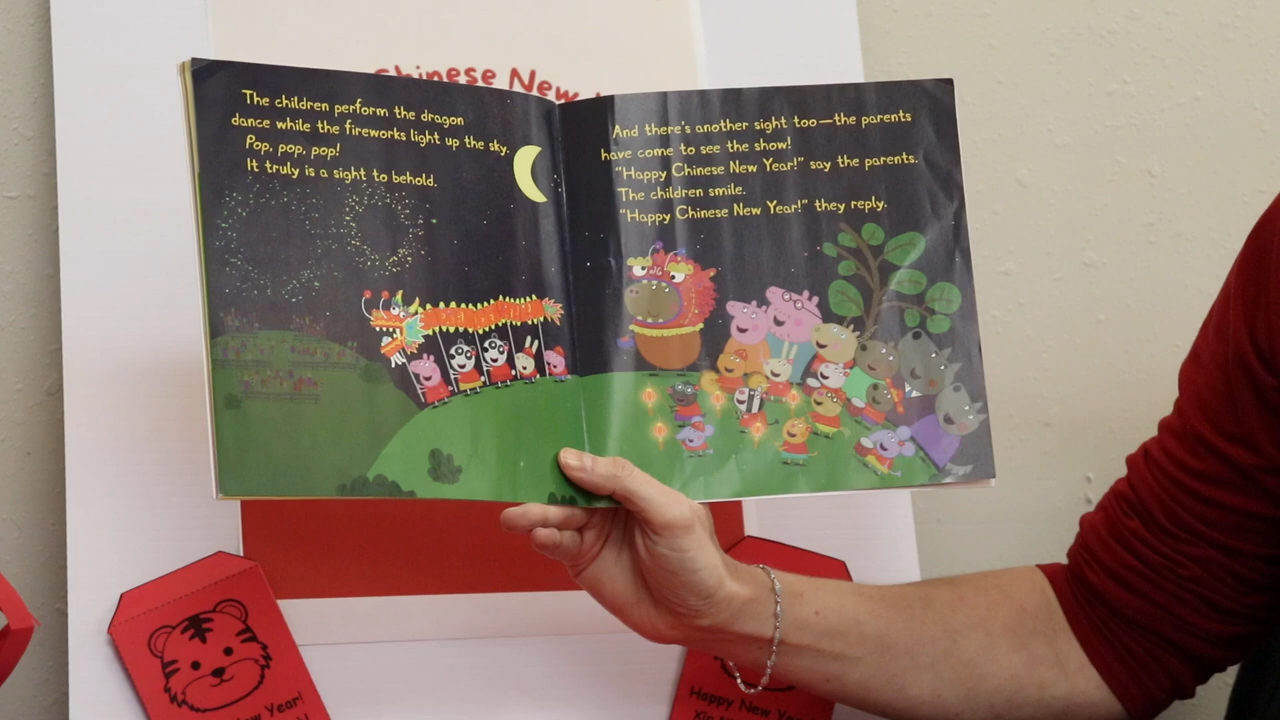 Chinese New
The children perform the dragon
dance while the fireworks light up the sky.
Pop, pop, pop!
It truly is a sight to behold.
And there's another sight too—the parents
have come to see the show!
"Happy Chinese New Year!" say the parents.
The children smile.
"Happy Chinese New Year!" they reply.
Year!
Happy New Year
Xin